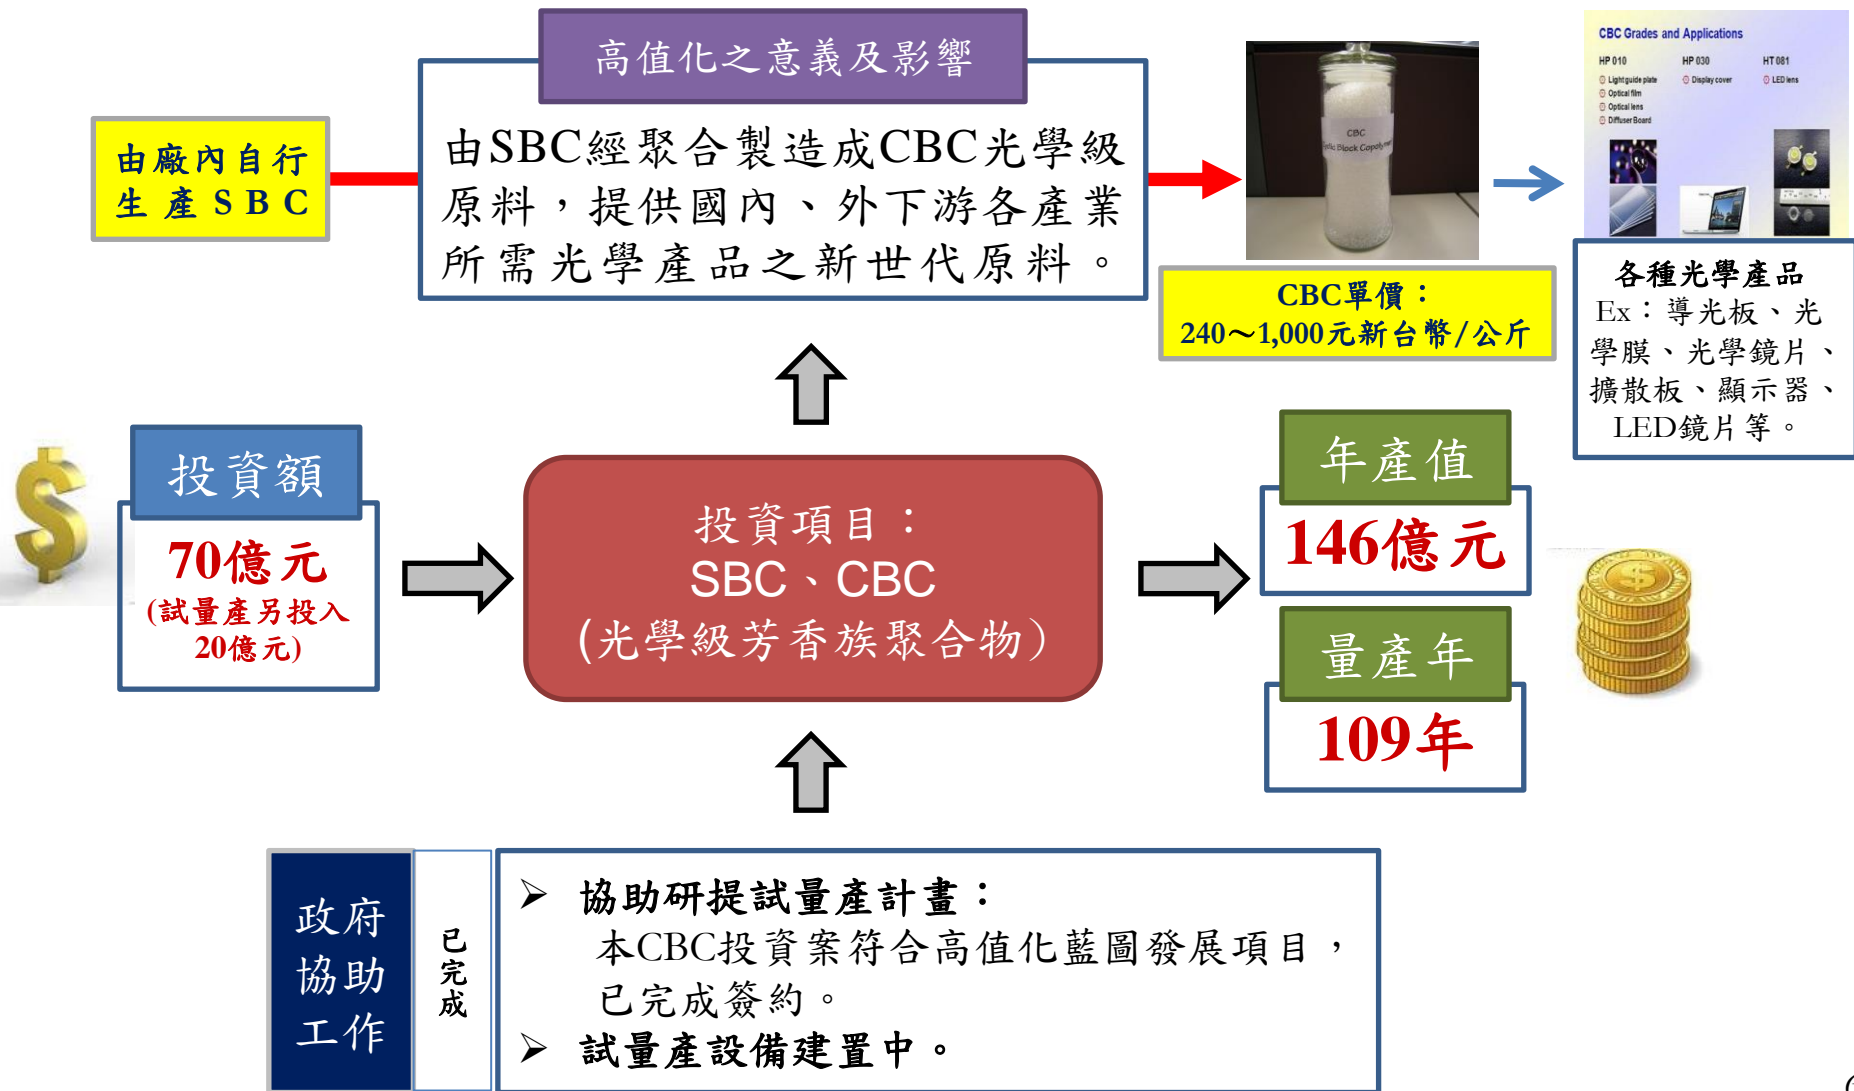 高值化之意義及影響
由廠內自行
生產SBC
由SBC經聚合製造成CBC光學級
原料，提供國內、外下游各產業
所需光學產品之新世代原料。
CBC
Block Copolymer
CBC單價：
240～1,000元新台幣/公斤
CBC Grades and Applications
HP 010
HP 030
HT 081
Light guide plate
Optical film
Optical lens
Diffuser Board
Display cover
LED lens
各種光學產品
Ex：導光板、光
學膜、光學鏡片、
擴散板、顯示器、
LED鏡片等。
投資額
70億元
(試量產另投入
20億元)
投資項目：
SBC、CBC
(光學級芳香族聚合物）
年產值
146億元
量產年
109年
政府
協助
工作
已完成
➢ 協助研提試量產計畫：
本CBC投資案符合高值化藍圖發展項目，
已完成簽約。
➢ 試量產設備建置中。